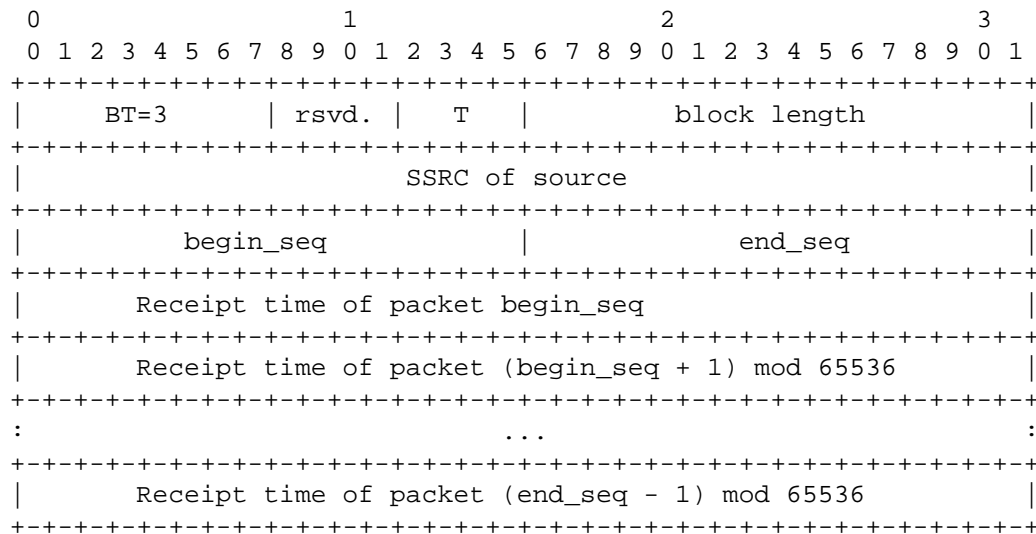 0                   1                   2                   3
 0 1 2 3 4 5 6 7 8 9 0 1 2 3 4 5 6 7 8 9 0 1 2 3 4 5 6 7 8 9 0 1
+-+-+-+-+-+-+-+-+-+-+-+-+-+-+-+-+-+-+-+-+-+-+-+-+-+-+-+-+-+-+-+-+
|     BT=3      | rsvd. |   T   |         block length          |
+-+-+-+-+-+-+-+-+-+-+-+-+-+-+-+-+-+-+-+-+-+-+-+-+-+-+-+-+-+-+-+-+
|                        SSRC of source                         |
+-+-+-+-+-+-+-+-+-+-+-+-+-+-+-+-+-+-+-+-+-+-+-+-+-+-+-+-+-+-+-+-+
|          begin_seq            |             end_seq           |
+-+-+-+-+-+-+-+-+-+-+-+-+-+-+-+-+-+-+-+-+-+-+-+-+-+-+-+-+-+-+-+-+
|       Receipt time of packet begin_seq                        |
+-+-+-+-+-+-+-+-+-+-+-+-+-+-+-+-+-+-+-+-+-+-+-+-+-+-+-+-+-+-+-+-+
|       Receipt time of packet (begin_seq + 1) mod 65536        |
+-+-+-+-+-+-+-+-+-+-+-+-+-+-+-+-+-+-+-+-+-+-+-+-+-+-+-+-+-+-+-+-+
:                              ...                              :
+-+-+-+-+-+-+-+-+-+-+-+-+-+-+-+-+-+-+-+-+-+-+-+-+-+-+-+-+-+-+-+-+
|       Receipt time of packet (end_seq - 1) mod 65536          |
+-+-+-+-+-+-+-+-+-+-+-+-+-+-+-+-+-+-+-+-+-+-+-+-+-+-+-+-+-+-+-+-+